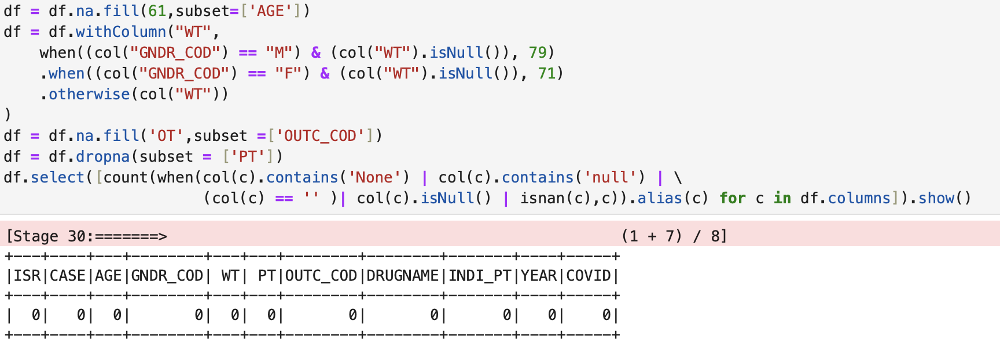 df = df.na.fill(61,subset=['AGE'])
df = df.withColumn("WT",
    when((col("GNDR_COD") == "M") & (col("WT").isNull()), 79)
    .when((col("GNDR_COD") == "F") & (col("WT").isNull()), 71)
    .otherwise(col("WT"))
)
df = df.na.fill('OT',subset =['OUTC_COD'])
df = df.dropna(subset = ['PT'])
df.select([count(when(col(c).contains('None') | col(c).contains('null') | \
                      (col(c) == '' )| col(c).isNull() | isnan(c),c)).alias(c) for c in df.columns]).show()
[Stage 30:=======>                                                  (1 + 7) / 8]
+---+----+---+--------+---+---+--------+--------+-------+----+-----+
|ISR|CASE|AGE|GNDR_COD| WT| PT|OUTC_COD|DRUGNAME|INDI_PT|YEAR|COVID|
+---+----+---+--------+---+---+--------+--------+-------+----+-----+
|  0|   0|  0|       0|  0|  0|       0|       0|      0|   0|    0|
+---+----+---+--------+---+---+--------+--------+-------+----+-----+